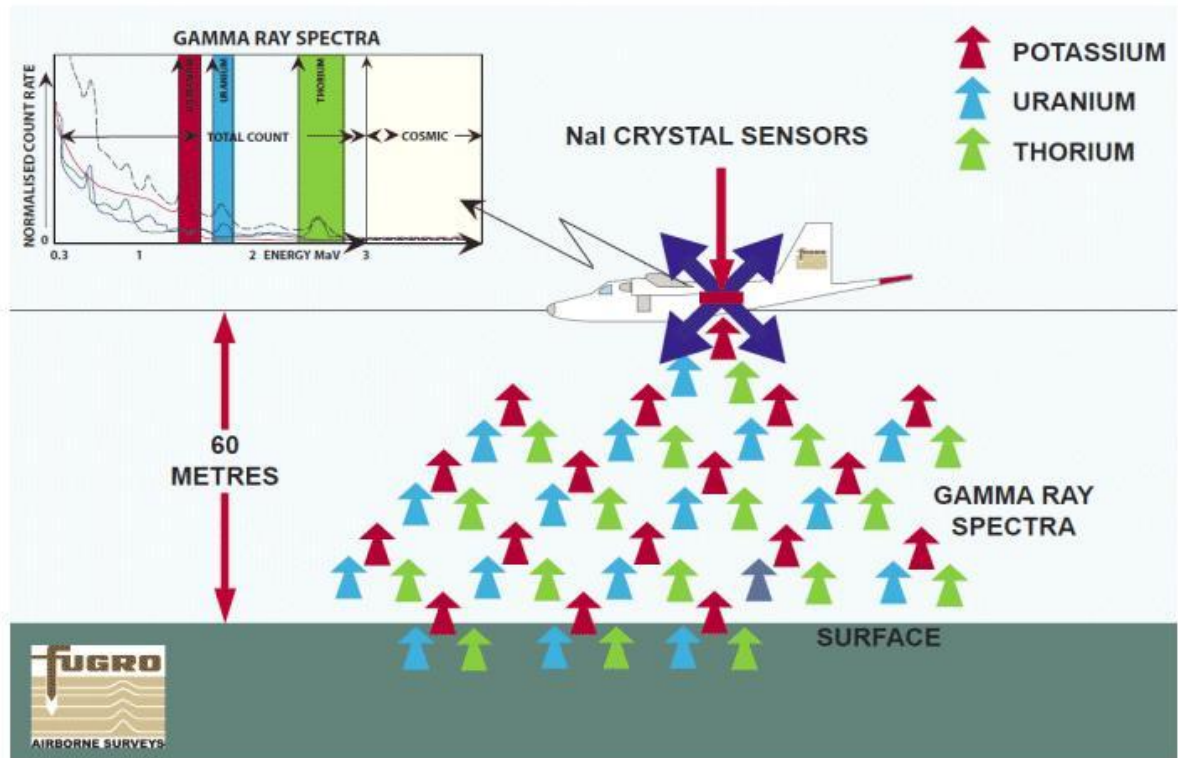 GAMMA RAY SPECTRA
NORMALISED COUNT RATE
URANIUM
THORIUM
TOTAL COUNT
COSMIC
0
0.3
1
2
ENERGY MaV
3
POTASSIUM
URANIUM
THORIUM
NaI CRYSTAL SENSORS
fugro
60
METRES
GAMMA RAY
SPECTRA
SURFACE
fugro
AIRBORNE SURVEYS